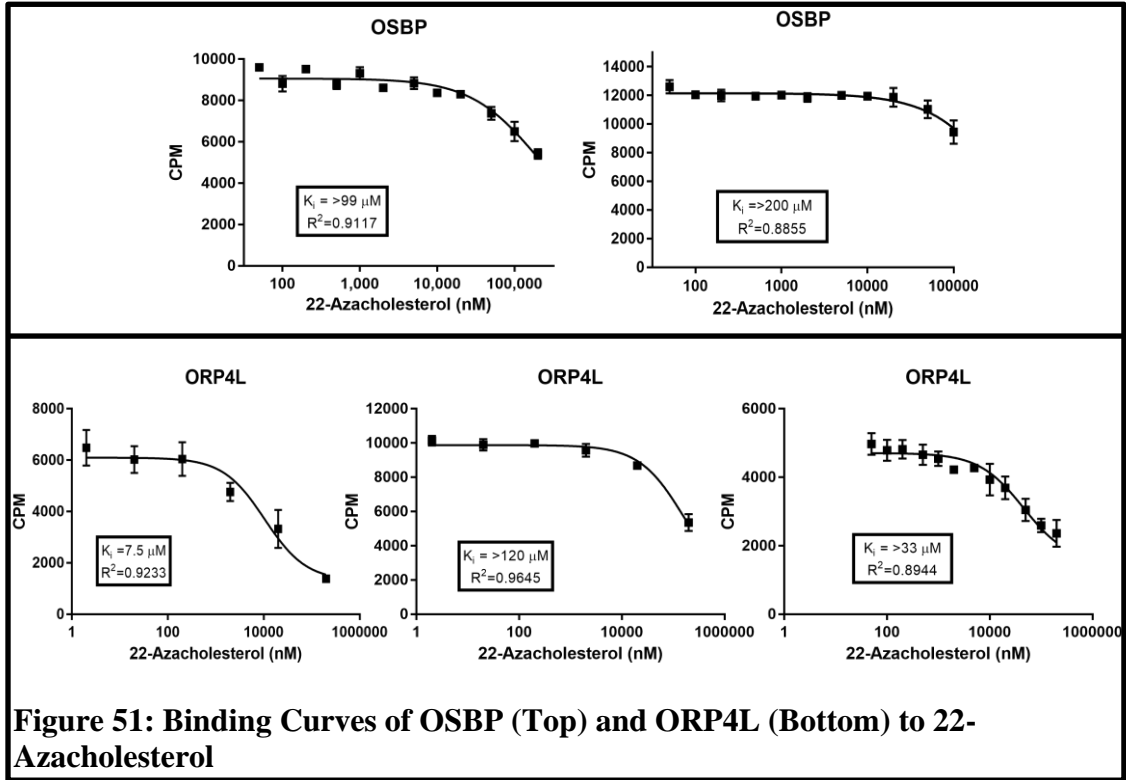 OSBP
10000
8000
6000
4000
2000
0
CPM
K_i = >99 μM
R²=0.9117
100 1,000 10,000 100,000
22-Azacholesterol (nM)
OSBP
14000
12000
10000
8000
6000
4000
2000
0
CPM
K_i =>200 μM
R²=0.8855
100 1000 10000 100000
22-Azacholesterol (nM)
ORP4L
8000
6000
4000
2000
0
CPM
K_i =7.5 μM
R²=0.9233
1 100 10000 1000000
22-Azacholesterol (nM)
ORP4L
12000
10000
8000
6000
4000
2000
0
CPM
K_i = >120 μM
R²=0.9645
1 100 10000 1000000
22-Azacholesterol (nM)
ORP4L
6000
4000
2000
0
CPM
K_i = >33 μM
R²=0.8944
1 100 10000 1000000
22-Azacholesterol (nM)
Figure 51: Binding Curves of OSBP (Top) and ORP4L (Bottom) to 22-
Azacholesterol